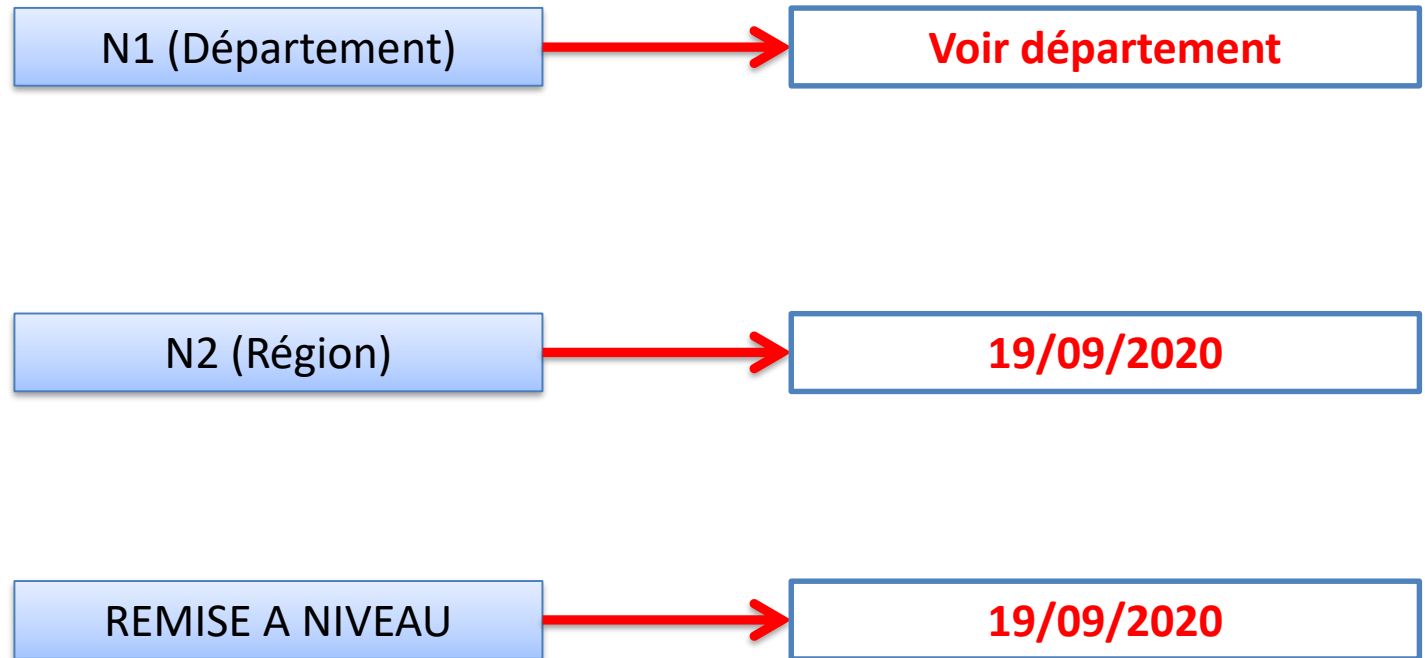 N1 (Département)
Voir département
N2 (Région)
19/09/2020
REMISE A NIVEAU
19/09/2020